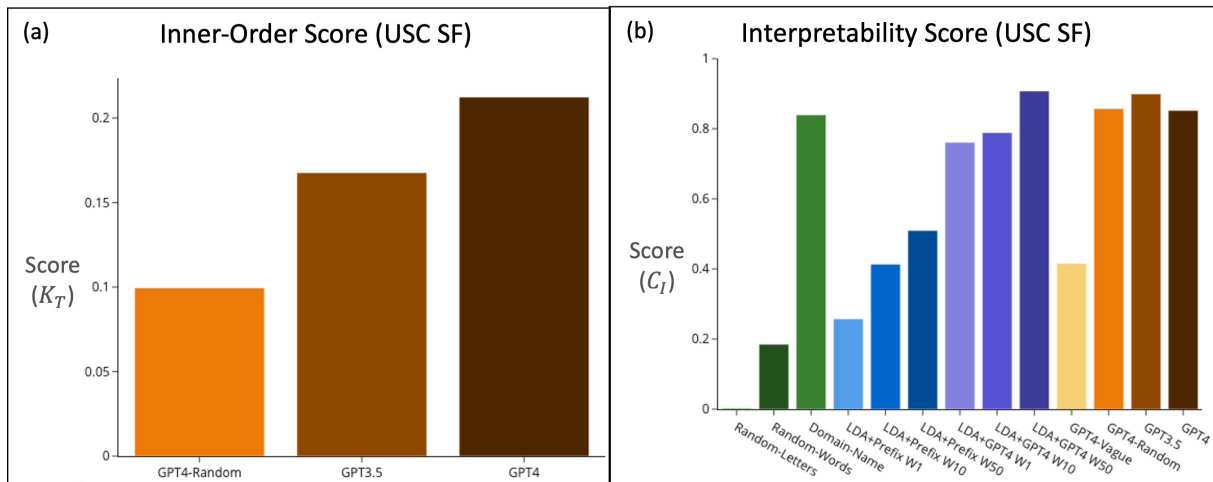 (a)
Inner-Order Score (USC SF)
0.2
0.15
0.1
0.05
0
Score
(K_T)
GPT4-Random
GPT3.5
GPT4
(b)
Interpretability Score (USC SF)
1
0.8
0.6
0.4
0.2
0
Score
(C_I)
Random-Letters
Random-Words
Domain-Name
LDA+Prefix W1
LDA+Prefix W10
LDA+Prefix W50
LDA+GPT4 W1
LDA+GPT4 W10
LDA+GPT4 W50
GPT4-Vague
GPT4-Random
GPT3.5
GPT4